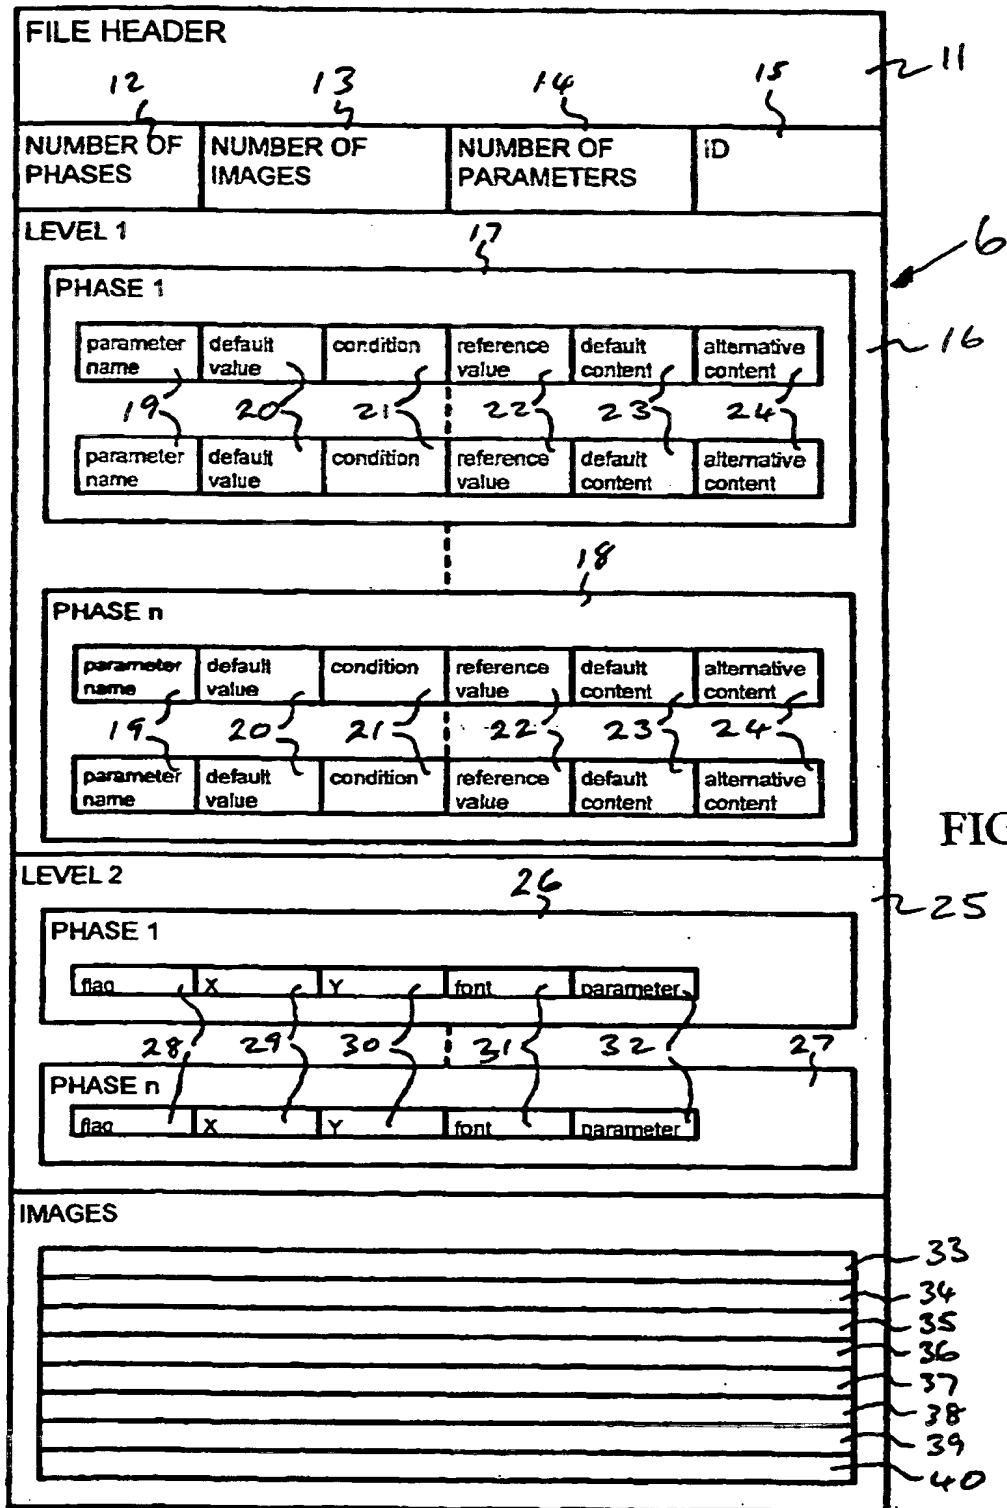 FILE HEADER
11
12 13 14 15
NUMBER OF PHASES
NUMBER OF IMAGES
NUMBER OF PARAMETERS
ID
LEVEL 1
17
6
PHASE 1
16
parameter name
default value
condition
reference value
default content
alternative content
19 20 21 22 23 24
parameter name
default value
condition
reference value
default content
alternative content
18
PHASE n
parameter name
default value
condition
reference value
default content
alternative content
19 20 21 22 23 24
parameter name
default value
condition
reference value
default content
alternative content
FIG
LEVEL 2
26
25
PHASE 1
flag X Y font parameter
28 29 30 31 32 27
PHASE n
flag X Y font parameter
IMAGES
33
34
35
36
37
38
39
40